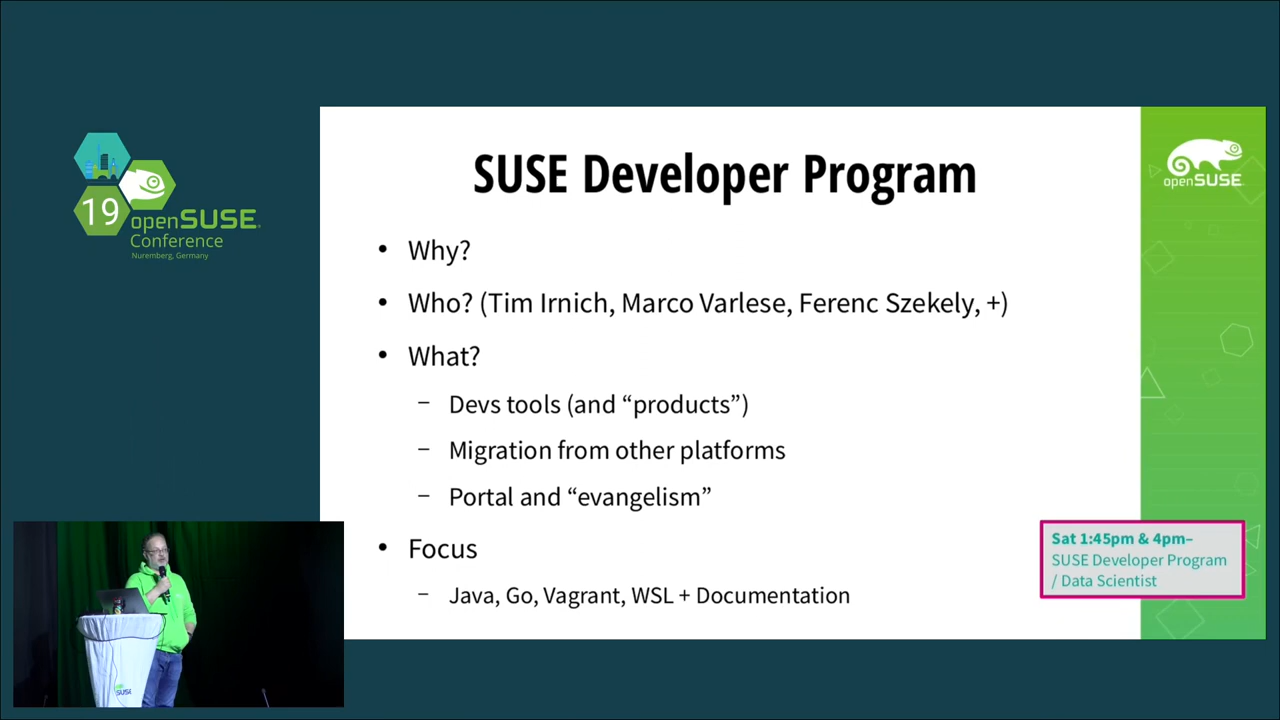 19
openSUSE
Conference
Nuremberg, Germany
SUSE Developer Program
openSUSE
• Why?
• Who? (Tim Irnich, Marco Varlese, Ferenc Szekely, +)
• What?
– Devs tools (and “products”)
– Migration from other platforms
– Portal and “evangelism”
• Focus
– Java, Go, Vagrant, WSL + Documentation
Sat 1:45pm & 4pm–
SUSE Developer Program
/ Data Scientist
SUSE